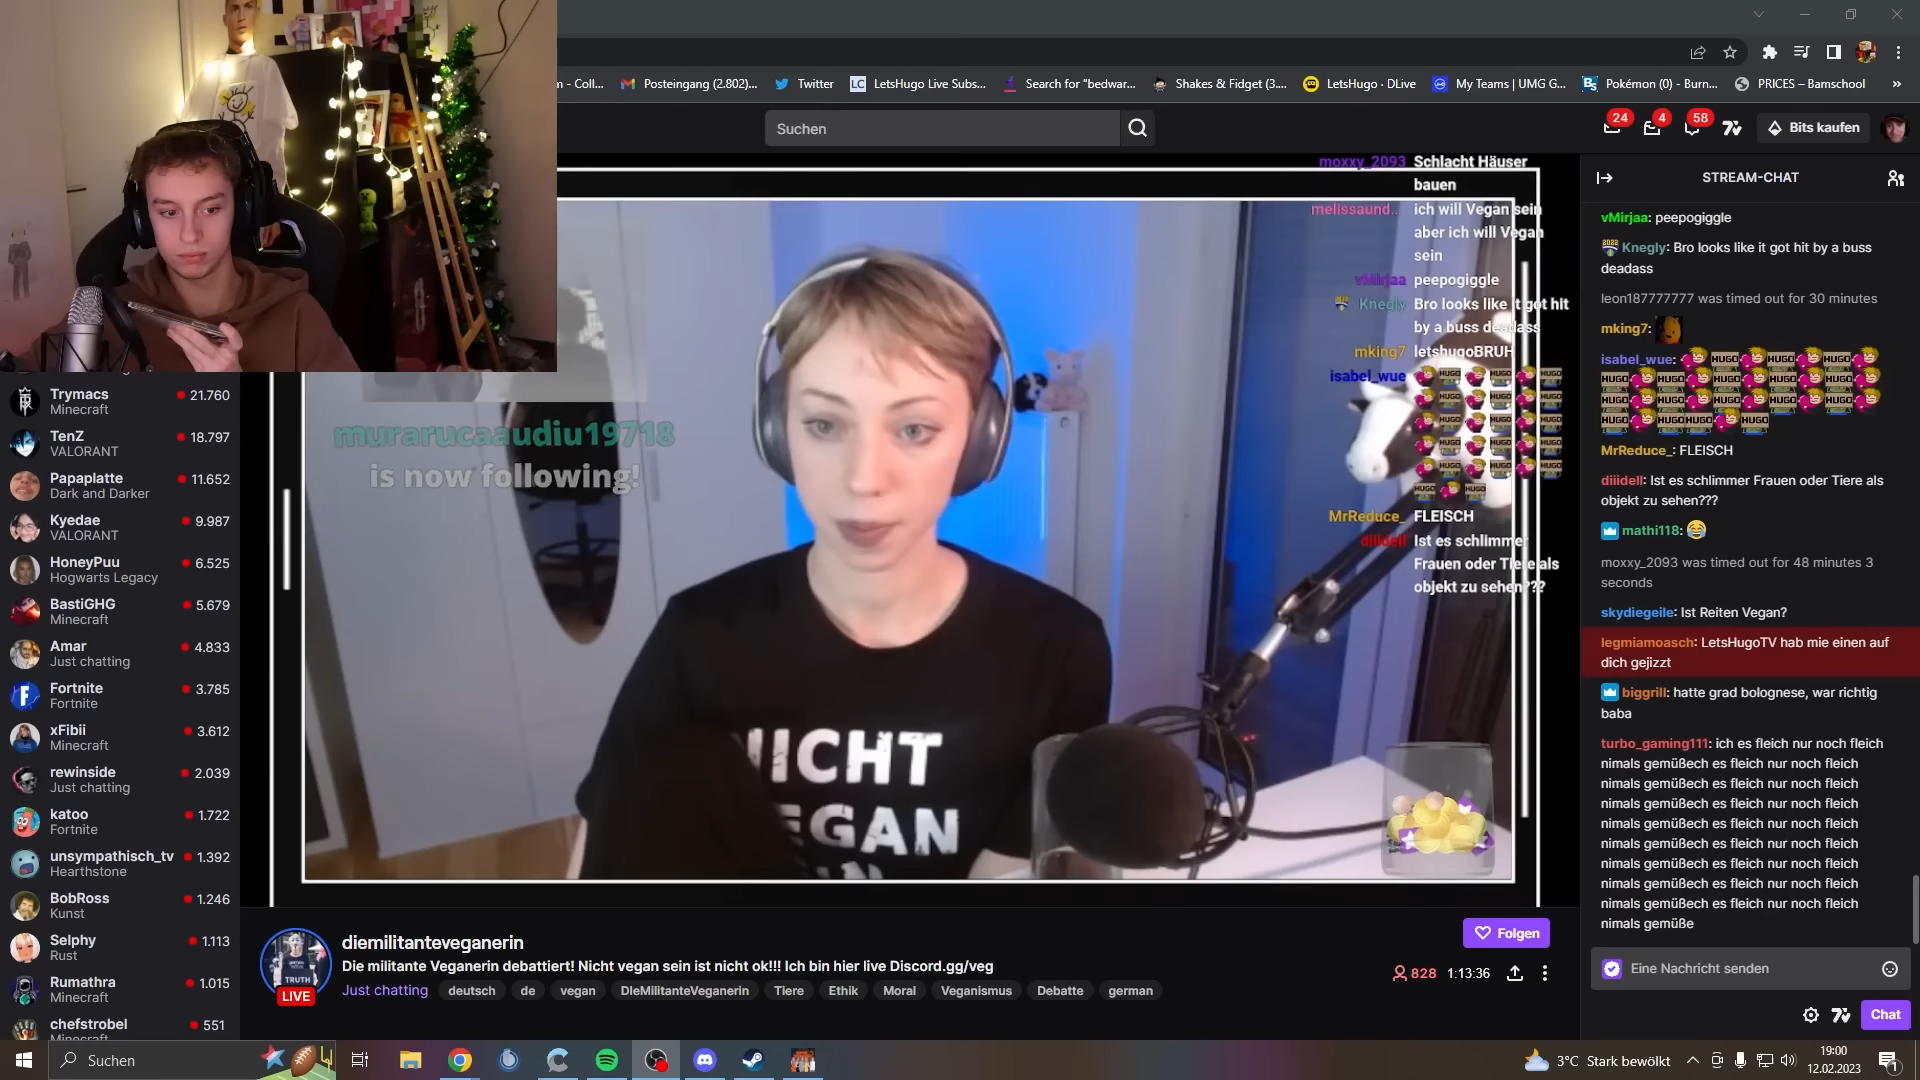 m - Coll...
Posteingang (2.802)...
Twitter
LC
LetsHugo Live Subs...
Search for "bedwar...
Shakes & Fidget (3....
LetsHugo · DLive
My Teams | UMG G...
Bs
Pokémon (0) - Burn...
PRICES – Bamschool
»
Suchen
24
4
58
Bits kaufen
Trymacs
21.760
Minecraft
TenZ
18.797
VALORANT
Papaplatte
11.652
Dark and Darker
Kyedae
9.987
VALORANT
HoneyPuu
6.525
Hogwarts Legacy
BastiGHG
5.679
Minecraft
Amar
4.833
Just chatting
Fortnite
3.785
Fortnite
xFibii
3.612
Minecraft
rewinside
2.039
Just chatting
katoo
1.722
Fortnite
unsympathisch_tv
1.392
Hearthstone
BobRoss
1.246
Kunst
Selphy
1.113
Rust
Rumathra
1.015
Minecraft
chefstrobel
551
Minecraft
murarucaaudiu19718
is now following!
moxxy_2093 Schlacht Häuser
bauen
melissaund.. ich will Vegan sein
aber ich will Vegan
sein
vMirjaa peepogiggle
Knegly Bro looks like it got hit
by a buss deadass
mking7 letshugoBRUH
isabel_wue
MrReduce_ FLEISCH
diiidell Ist es schlimmer
Frauen oder Tiere als
objekt zu sehen???
NICHT
VEGAN
diemilitanteveganerin
Die militante Veganerin debattiert! Nicht vegan sein ist nicht ok!!! Ich bin hier live Discord.gg/veg
TRUTH
LIVE
Just chatting
deutsch
de
vegan
DIeMilitanteVeganerin
Tiere
Ethik
Moral
Veganismus
Debatte
german
Folgen
828
1:13:36
STREAM-CHAT
vMirjaa: peepogiggle
Knegly: Bro looks like it got hit by a buss
deadass
leon187777777 was timed out for 30 minutes
mking7:
isabel_wue: HUGO HUGO HUGO
MrReduce_: FLEISCH
diiidell: Ist es schlimmer Frauen oder Tiere als
objekt zu sehen???
mathi118:
moxxy_2093 was timed out for 48 minutes 3
seconds
skydiegeile: Ist Reiten Vegan?
legmiamoasch: LetsHugoTV hab mie einen auf
dich gejizzt
biggrill: hatte grad bolognese, war richtig
baba
turbo_gaming111: ich es fleich nur noch fleich
nimals gemüßech es fleich nur noch fleich
nimals gemüßech es fleich nur noch fleich
nimals gemüßech es fleich nur noch fleich
nimals gemüßech es fleich nur noch fleich
nimals gemüßech es fleich nur noch fleich
nimals gemüßech es fleich nur noch fleich
nimals gemüßech es fleich nur noch fleich
nimals gemüßech es fleich nur noch fleich
nimals gemüße
Eine Nachricht senden
Chat
Suchen
3°C Stark bewölkt
19:00
12.02.2023
1